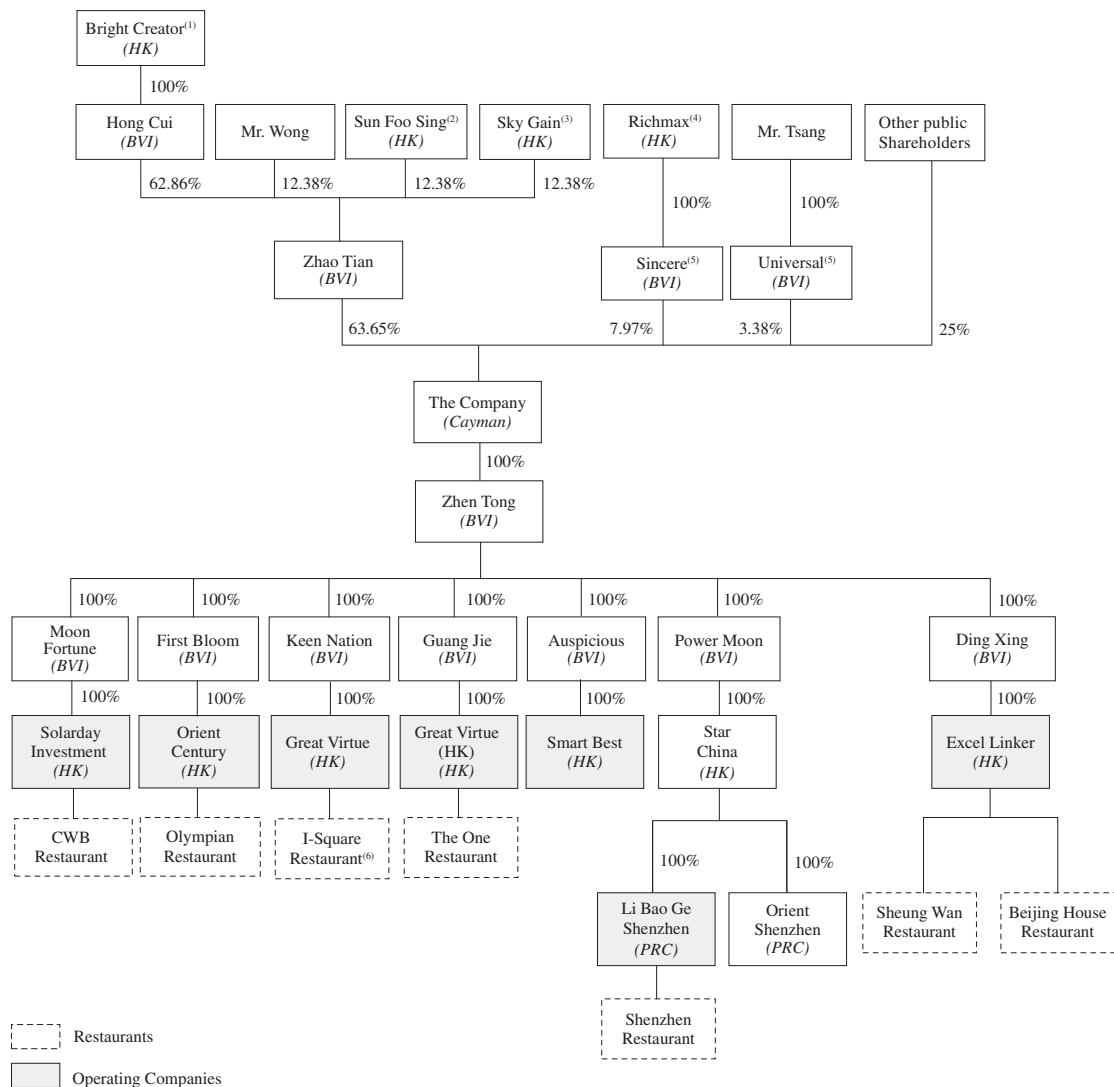 Bright Creator(1)
(HK)
100%
Hong Cui
(BVI)
Mr. Wong
Sun Foo Sing(2)
(HK)
Sky Gain(3)
(HK)
Richmax(4)
(HK)
Mr. Tsang
Other public
Shareholders
62.86%
12.38%
12.38%
12.38%
100%
100%
Zhao Tian
(BVI)
Sincere(5)
(BVI)
Universal(5)
(BVI)
63.65%
7.97%
3.38%
25%
The Company
(Cayman)
100%
Zhen Tong
(BVI)
100%
100%
100%
100%
100%
100%
100%
Moon
Fortune
(BVI)
First Bloom
(BVI)
Keen Nation
(BVI)
Guang Jie
(BVI)
Auspicious
(BVI)
Power Moon
(BVI)
Ding Xing
(BVI)
100%
100%
100%
100%
100%
100%
100%
Solarday
Investment
(HK)
Orient
Century
(HK)
Great Virtue
(HK)
Great Virtue
(HK)
(HK)
Smart Best
(HK)
Star
China
(HK)
Excel Linker
(HK)
CWB
Restaurant
Olympian
Restaurant
I-Square
Restaurant(6)
The One
Restaurant
100%
100%
Li Bao Ge
Shenzhen
(PRC)
Orient
Shenzhen
(PRC)
Sheung Wan
Restaurant
Beijing House
Restaurant
Shenzhen
Restaurant
Restaurants
Operating Companies